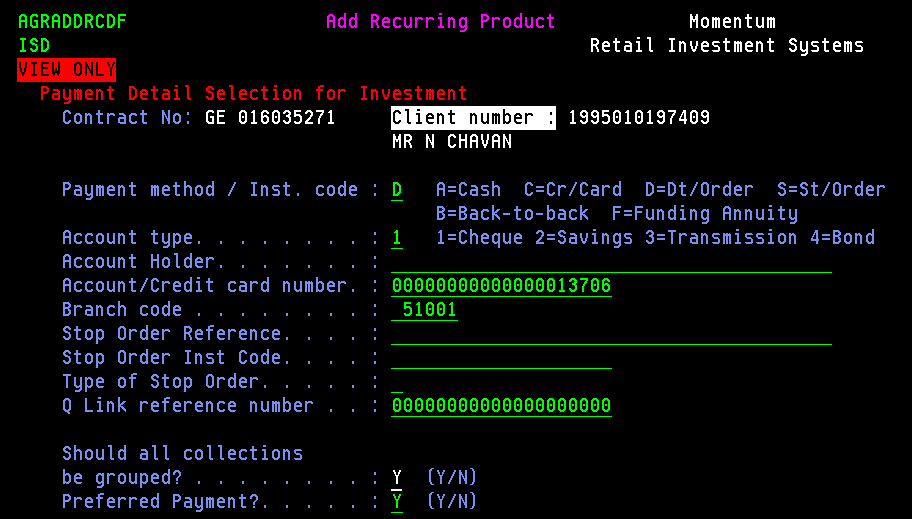 AGRADDRCDF Add Recurring Product Momentum
ISD Retail Investment Systems
VIEW ONLY
Payment Detail Selection for Investment
Contract No: GE 016035271 Client number : 1995010197409
MR N CHAVAN
Payment method / Inst. code : D A=Cash C=Cr/Card D=Dt/Order S=St/Order
B=Back-to-back F=Funding Annuity
Account type. . . . . . . . : 1 1=Cheque 2=Savings 3=Transmission 4=Bond
Account Holder. . . . . . . :
Account/Credit card number. : 00000000000000013706
Branch code . . . . . . . . : 51001
Stop Order Reference. . . . :
Stop Order Inst Code. . . . :
Type of Stop Order. . . . . : _
Q Link reference number . . : 00000000000000000000
Should all collections
be grouped? . . . . . . . . : Y (Y/N)
Preferred Payment?. . . . . : Y (Y/N)